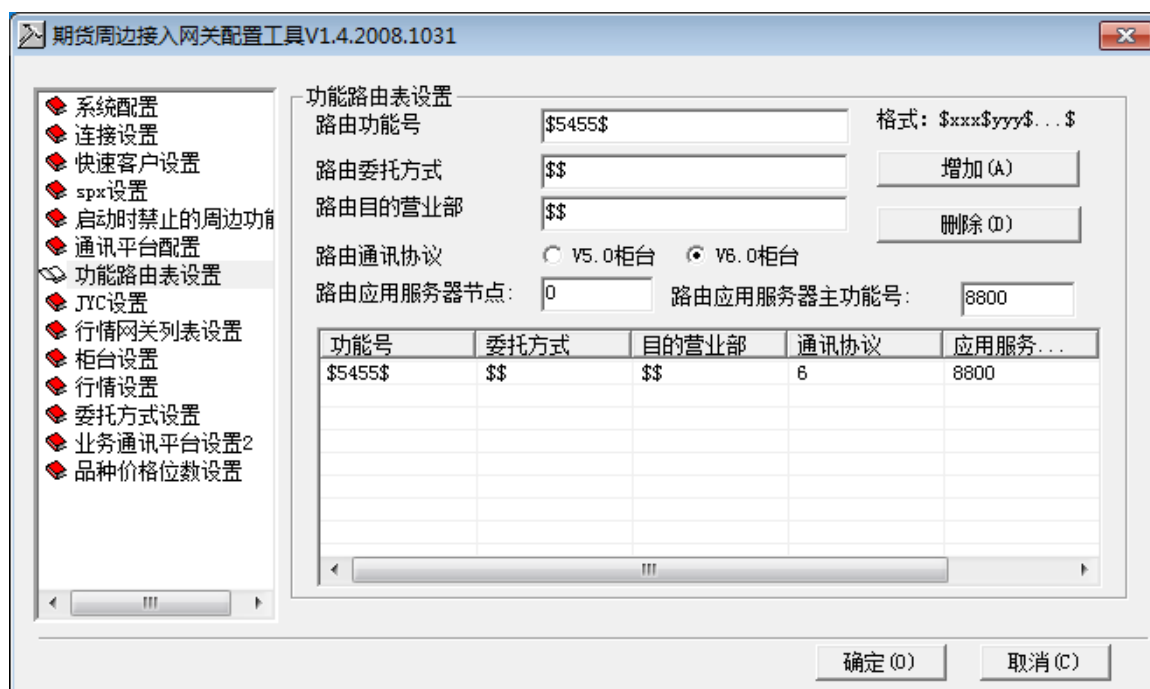 期货周边接入网关配置工具V1.4.2008.1031
系统配置
连接设置
快速客户设置
spx设置
启动时禁止的周边功能
通讯平台配置
功能路由表设置
JYC设置
行情网关列表设置
柜台设置
行情设置
委托方式设置
业务通讯平台设置2
品种价格位数设置
功能路由表设置
路由功能号 $5455$ 格式：$xxx$yyy$...$
路由委托方式 $$ 增加(A)
路由目的营业部 $$ 删除(D)
路由通讯协议 V5.0柜台 V6.0柜台
路由应用服务器节点： 0 路由应用服务器主功能号： 8800
功能号 委托方式 目的营业部 通讯协议 应用服务...
$5455$ $$ $$ 6 8800
确定(O) 取消(C)